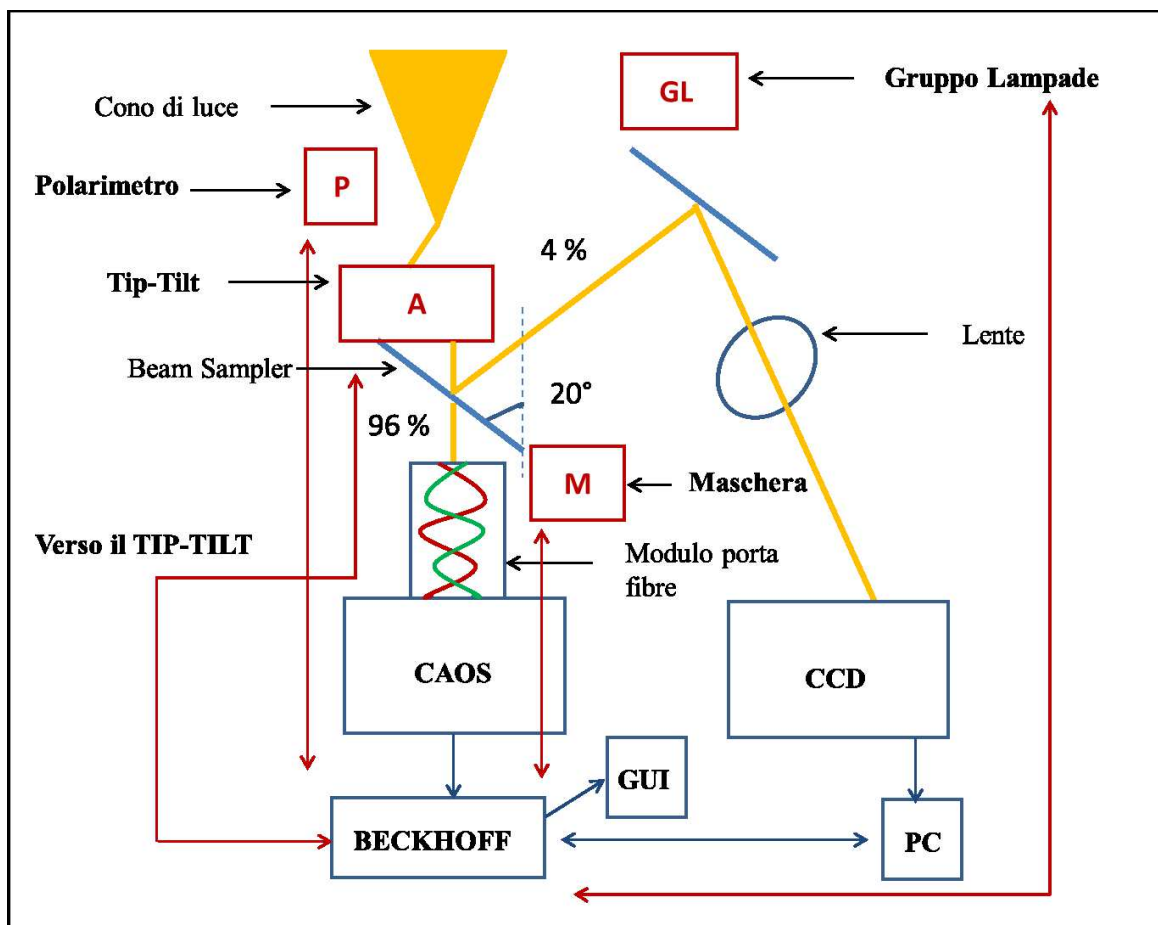 GL
Gruppo Lampade
Cono di luce
P
Polarimetro
4 %
Tip-Tilt
A
Lente
Beam Sampler
20°
96 %
M
Maschera
Verso il TIP-TILT
Modulo porta
fibre
CAOS
CCD
GUI
BECKHOFF
PC